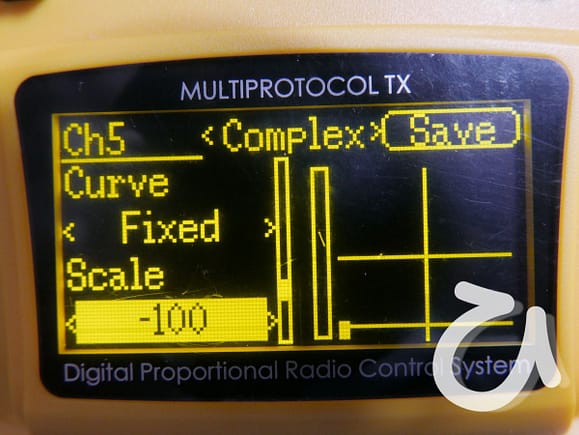 MULTIPROTOCOL TX
Ch5 <Complex> Save
Curve
< Fixed >
Scale
< -100 >
Digital Proportional Radio Control System